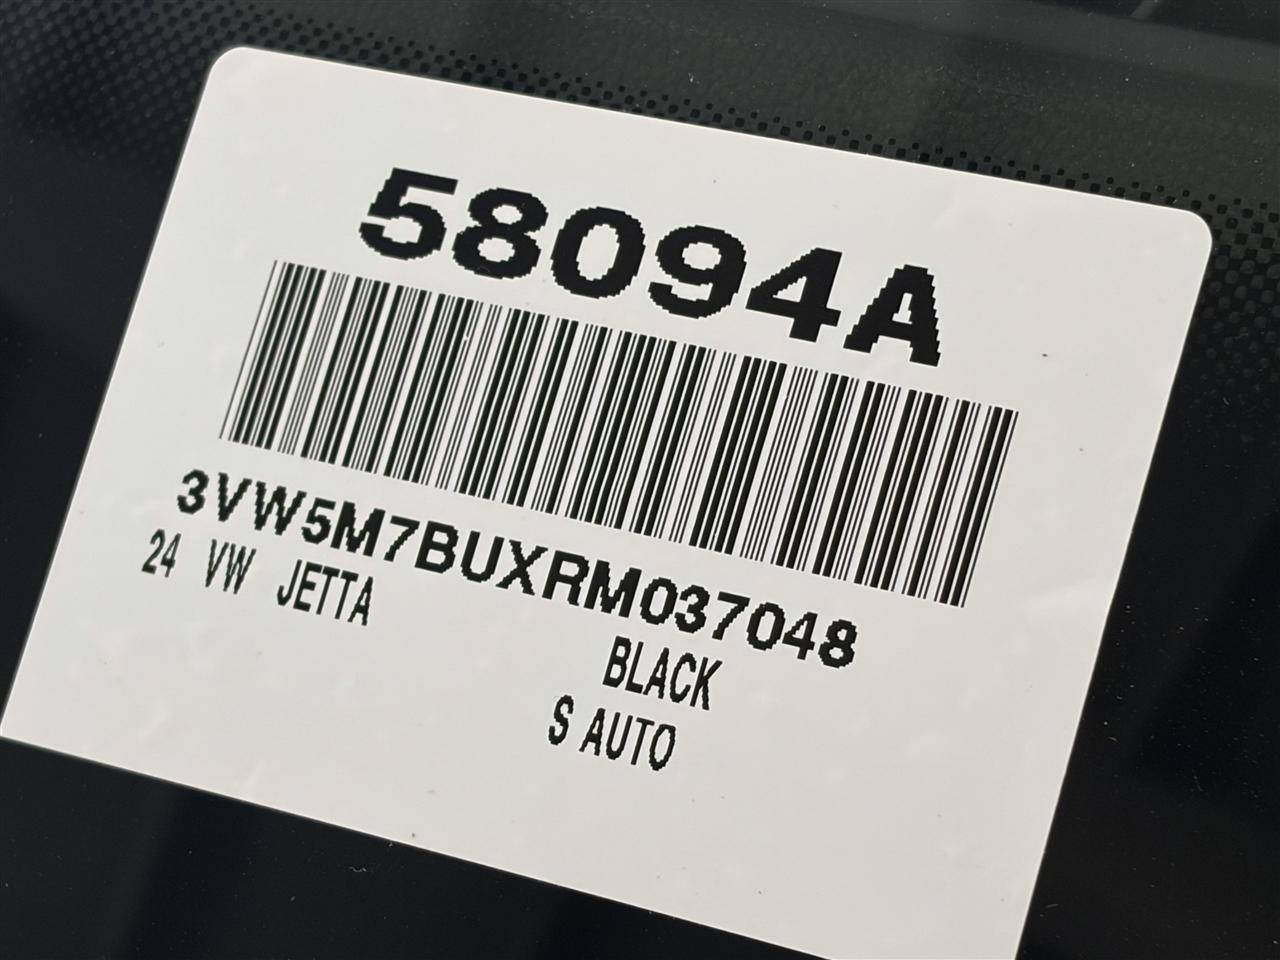 58094A
3VW5M7BUXRM037048
24 VW JETTA
BLACK
S AUTO